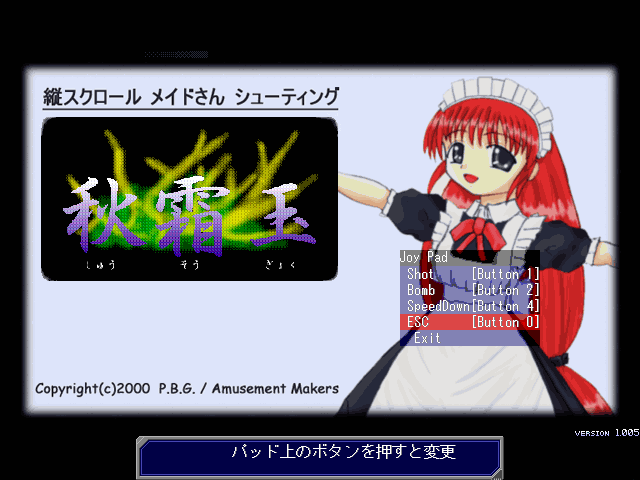 縦スクロール メイドさん シューティング
秋霜玉
しゅう そう ぎょく
Joy Pad
Shot [Button 1]
Bomb [Button 2]
SpeedDown [Button 4]
ESC [Button 0]
Exit
Copyright(c)2000 P.B.G. / Amusement Makers
VERSION 1.005
パッド上のボタンを押すと変更